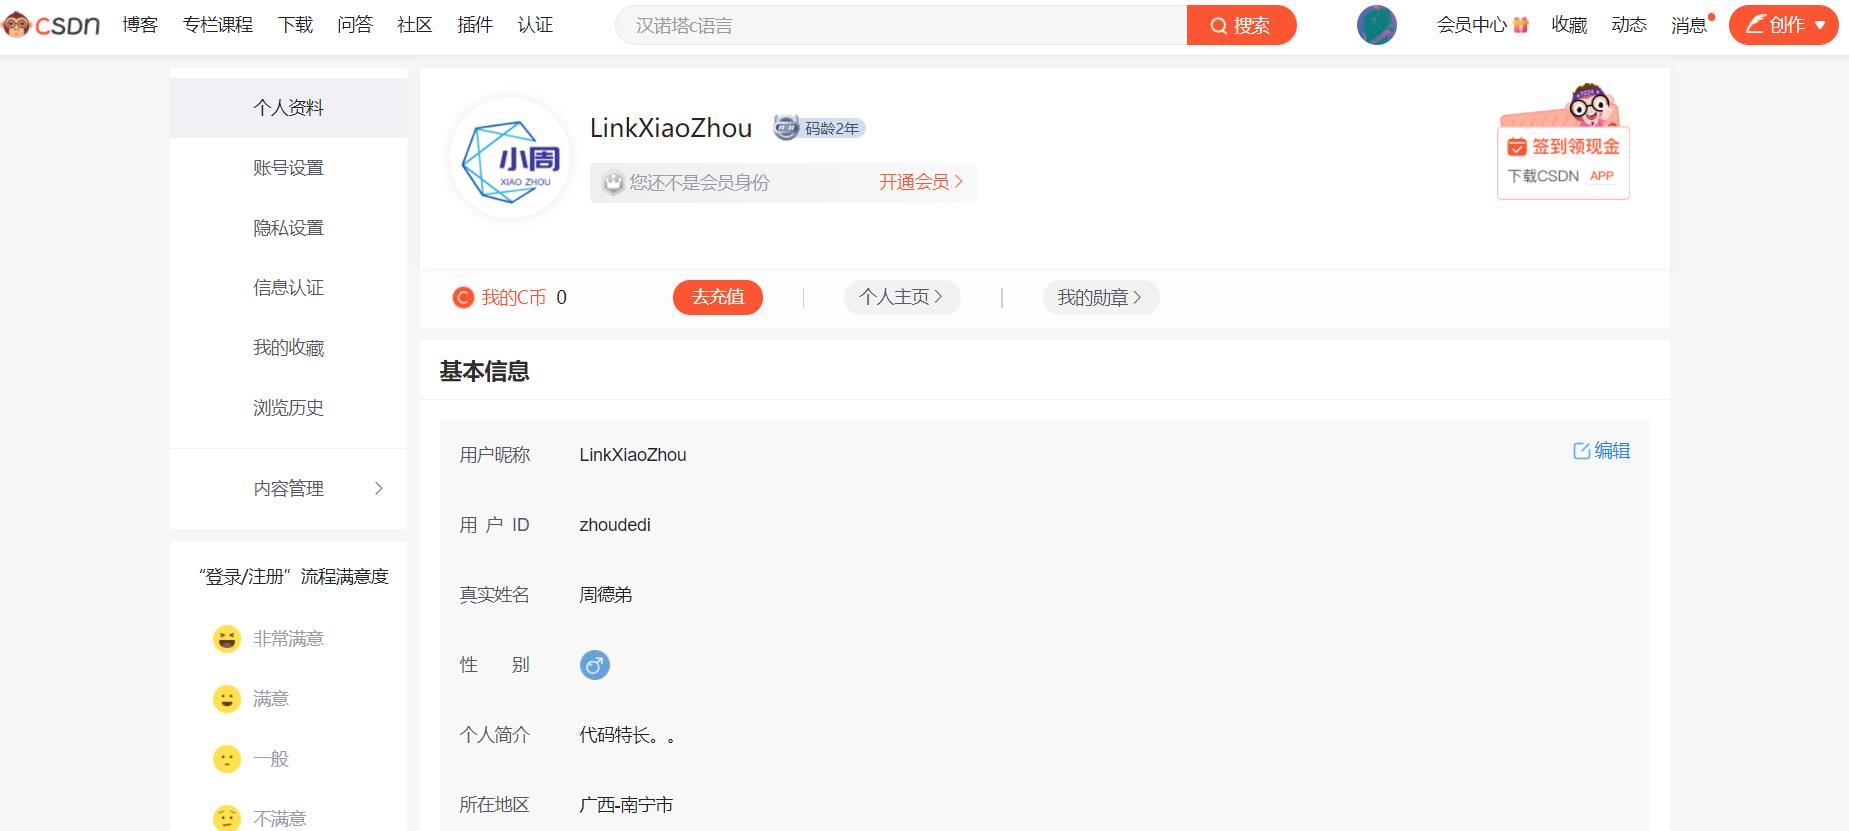 CSDN 博客 专栏课程 下载 问答 社区 插件 认证 汉诺塔c语言 搜索 会员中心 收藏 动态 消息 创作
个人资料
账号设置
隐私设置
信息认证
我的收藏
浏览历史
内容管理
“登录/注册”流程满意度
非常满意
满意
一般
不满意
小周
XIAO ZHOU
LinkXiaoZhou 码龄2年
您还不是会员身份 开通会员
签到领现金
下载CSDN APP
我的C币 0 去充值 个人主页 我的勋章
基本信息
用户昵称 LinkXiaoZhou 编辑
用户ID zhoudedi
真实姓名 周德弟
性 别
个人简介 代码特长。。
所在地区 广西-南宁市